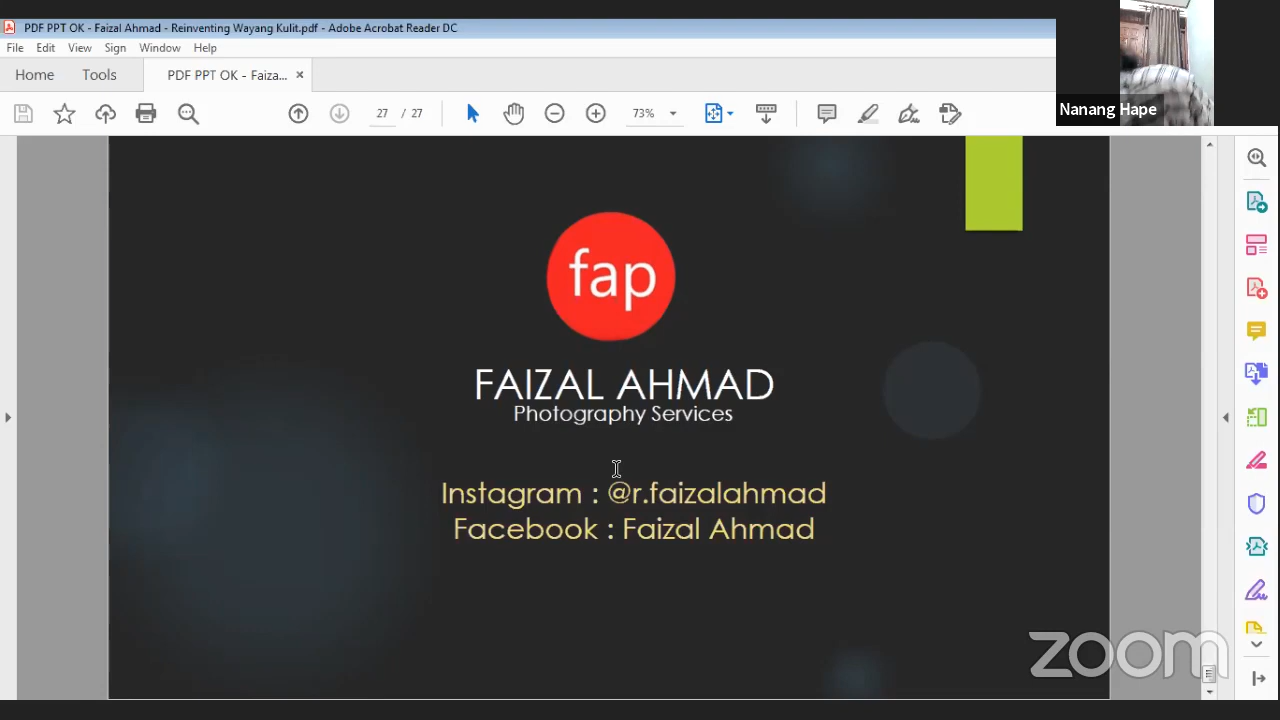 PDF PPT OK - Faizal Ahmad - Reinventing Wayang Kulit.pdf - Adobe Acrobat Reader DC
File Edit View Sign Window Help
Home Tools PDF PPT OK - Faiza... ×
27 / 27 73%
Nanang Hape
fap
FAIZAL AHMAD
Photography Services
Instagram : @r.faizalahmad
Facebook : Faizal Ahmad
zoom